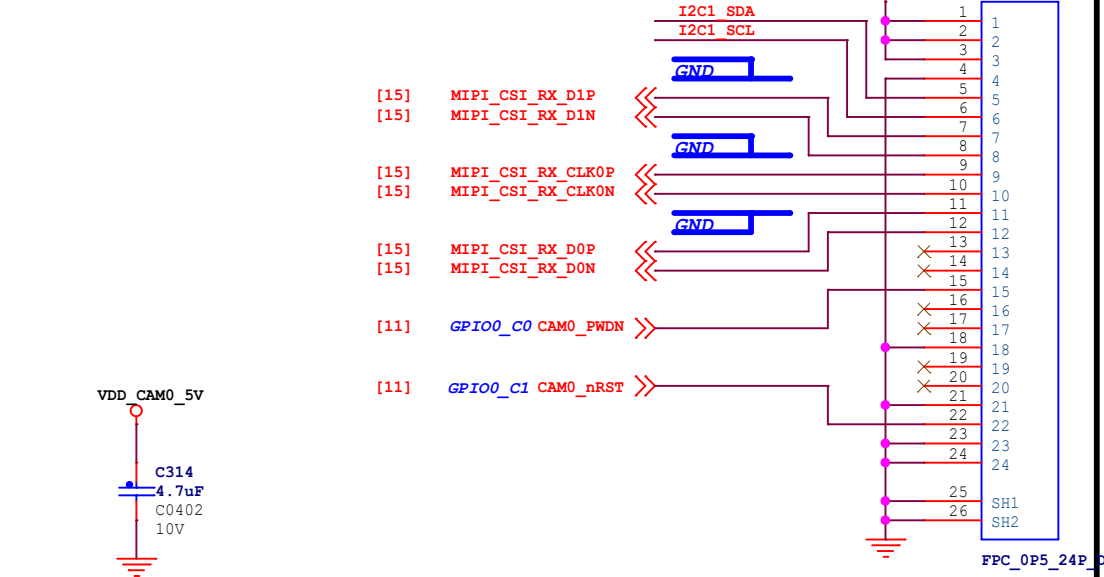 I2C1_SDA 1 1
I2C1_SCL 2 2
3 3
GND 4 4
[15] MIPI_CSI_RX_D1P 5 5
[15] MIPI_CSI_RX_D1N 6 6
7 7
GND 8 8
[15] MIPI_CSI_RX_CLK0P 9 9
[15] MIPI_CSI_RX_CLK0N 10 10
11 11
GND 12 12
[15] MIPI_CSI_RX_D0P 13 13
[15] MIPI_CSI_RX_D0N 14 14
15 15
16 16
[11] GPIO0_C0 CAM0_PWDN 17 17
18 18
19 19
[11] GPIO0_C1 CAM0_nRST 20 20
VDD_CAM0_5V 21 21
22 22
23 23
24 24
C314
4.7uF
C0402
10V
25 SH1
26 SH2
FPC_0P5_24P_